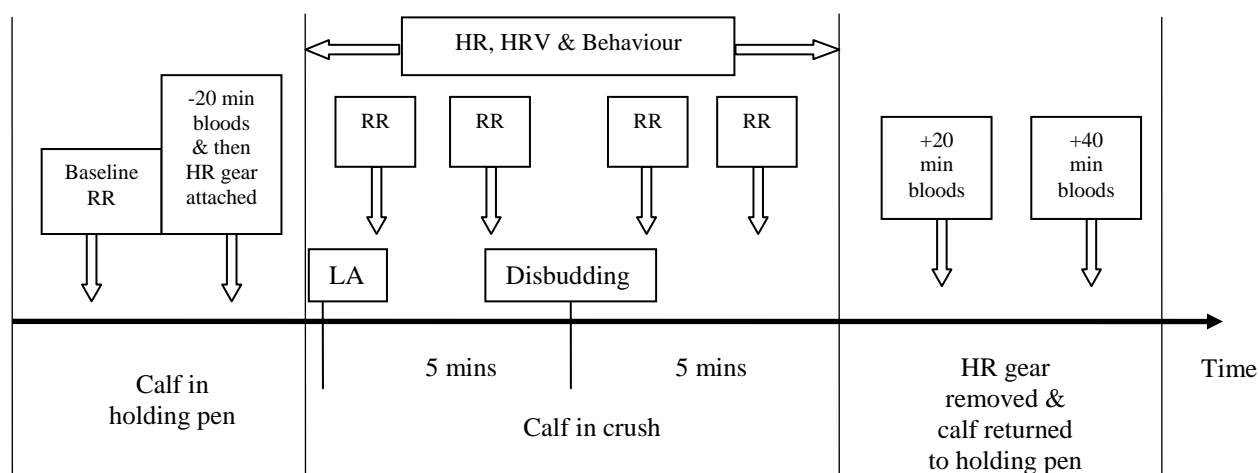 HR, HRV & Behaviour
-20 min
bloods
& then
HR gear
attached
Baseline
RR
RR
RR
RR
RR
+20
min
bloods
+40
min
bloods
LA
Disbudding
5 mins
5 mins
Calf in
holding pen
Calf in crush
HR gear
removed &
calf returned
to holding pen
Time